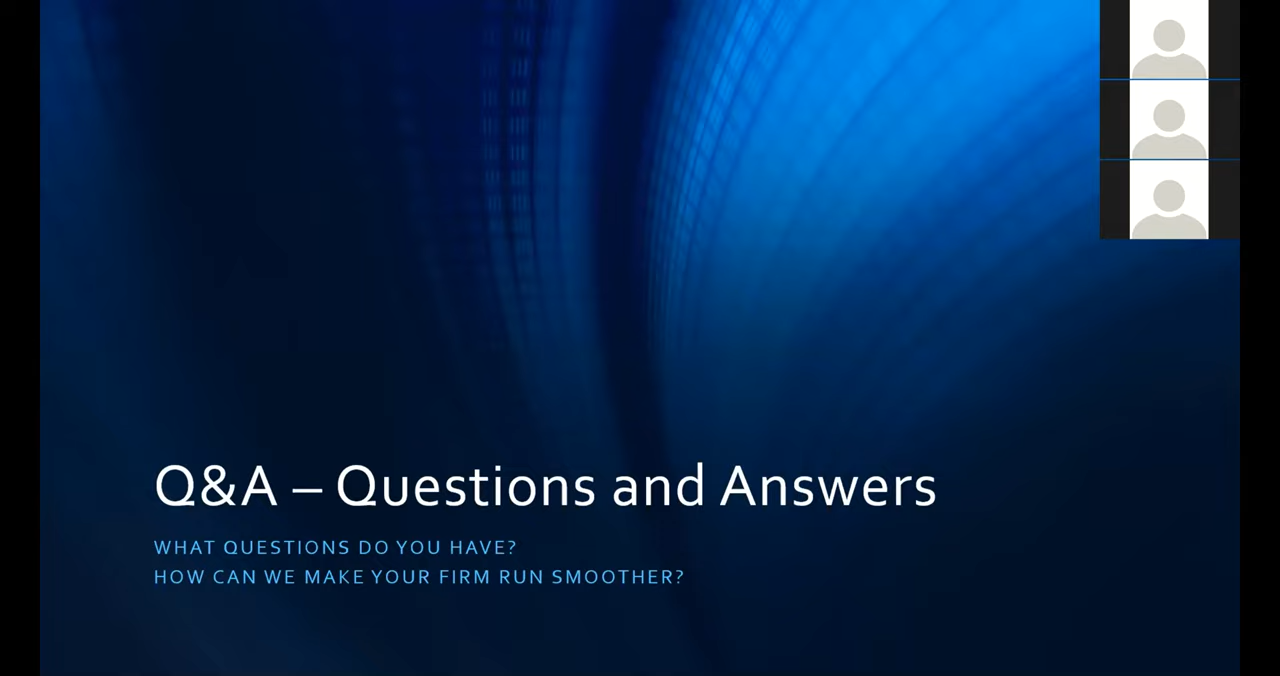 Q&A – Questions and Answers
WHAT QUESTIONS DO YOU HAVE?
HOW CAN WE MAKE YOUR FIRM RUN SMOOTHER?